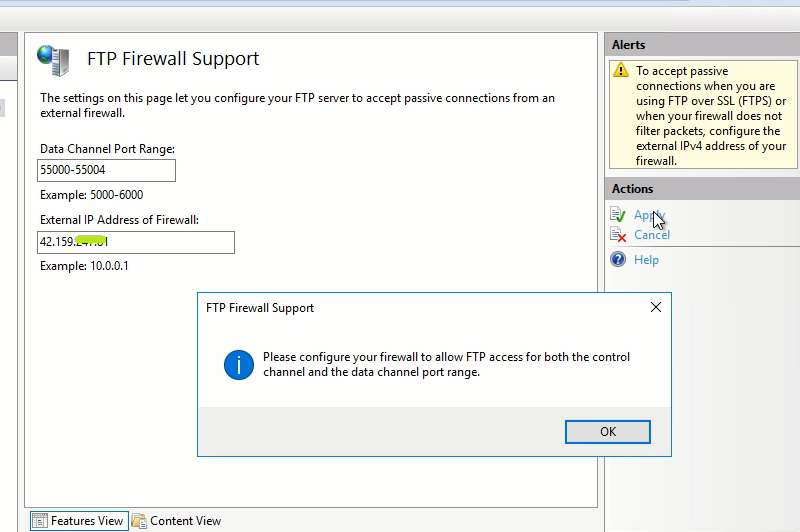 FTP Firewall Support
The settings on this page let you configure your FTP server to accept passive connections from an
external firewall.
Data Channel Port Range:
55000-55004
Example: 5000-6000
External IP Address of Firewall:
42.159.
Example: 10.0.0.1
Alerts
To accept passive
connections when you are
using FTP over SSL (FTPS) or
when your firewall does not
filter packets, configure the
external IPv4 address of your
firewall.
Actions
Apply
Cancel
Help
FTP Firewall Support
Please configure your firewall to allow FTP access for both the control
channel and the data channel port range.
OK
Features View
Content View